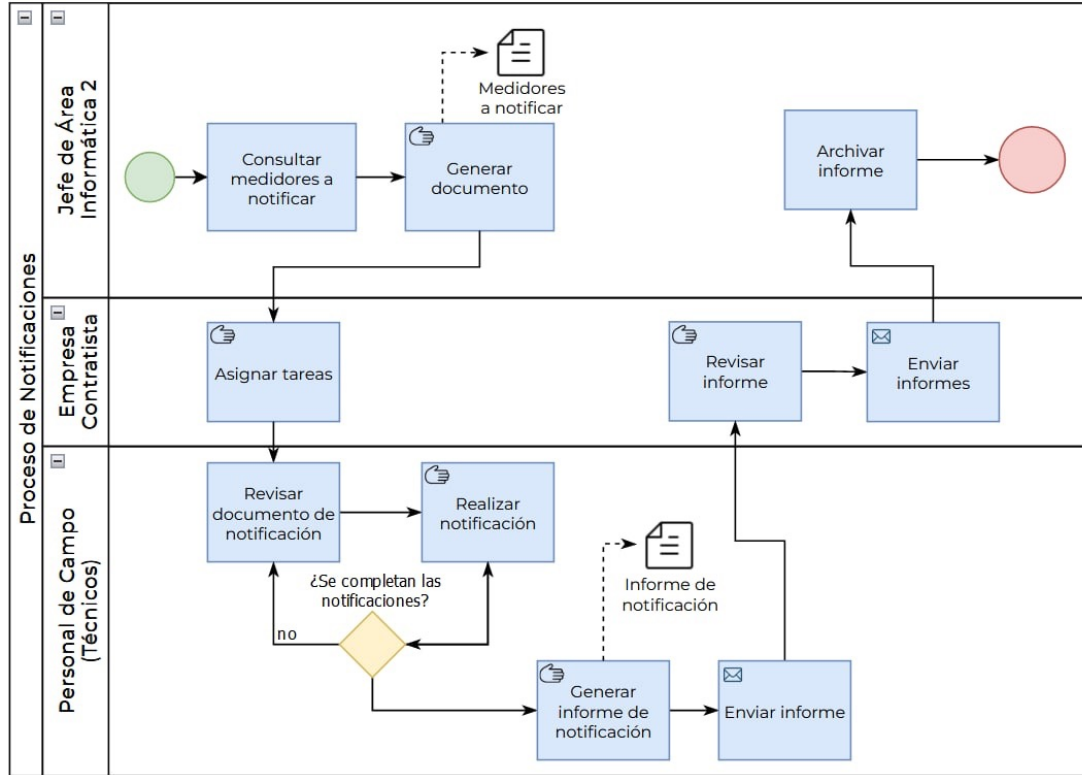 Proceso de Notificaciones
Jefe de Área
Informática 2
Consultar
medidores a
notificar
Generar
documento
Medidores
a notificar
Archivar
informe
Empresa
Contratista
Asignar tareas
Revisar
informe
Enviar
informes
Personal de Campo
(Técnicos)
Revisar
documento de
notificación
Realizar
notificación
¿Se completan las
notificaciones?
no
Informe de
notificación
Generar
informe de
notificación
Enviar informe